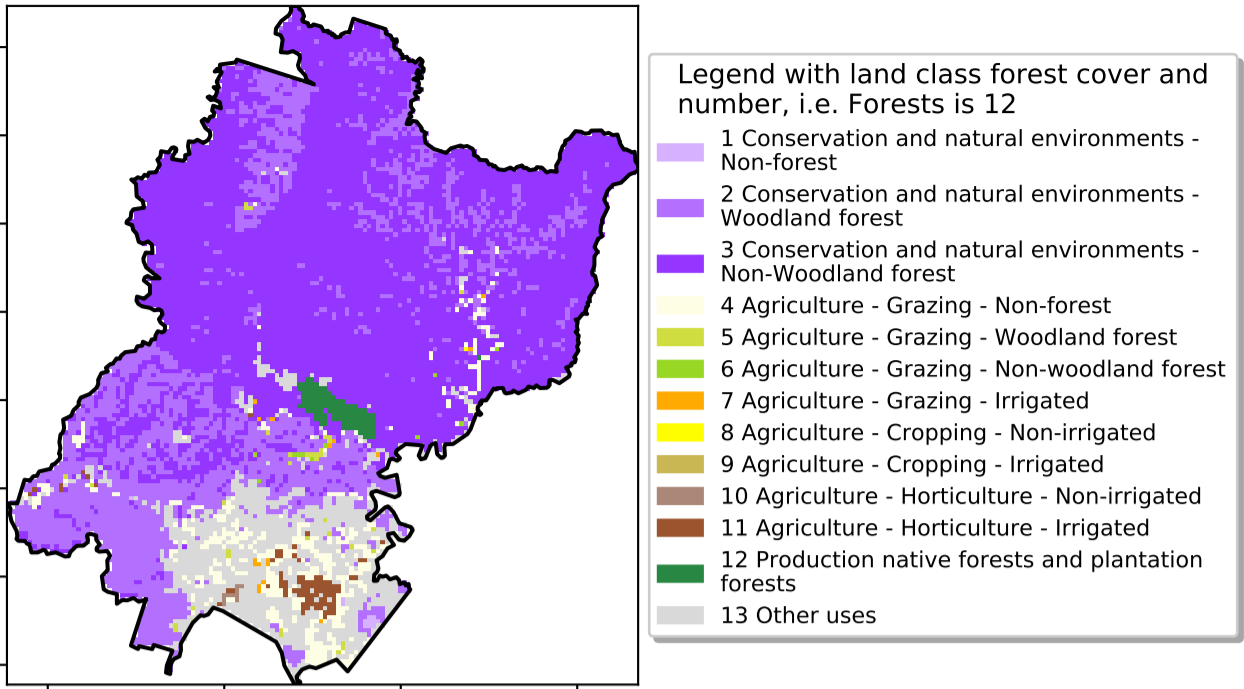 Legend with land class forest cover and
number, i.e. Forests is 12
1 Conservation and natural environments -
Non-forest
2 Conservation and natural environments -
Woodland forest
3 Conservation and natural environments -
Non-Woodland forest
4 Agriculture - Grazing - Non-forest
5 Agriculture - Grazing - Woodland forest
6 Agriculture - Grazing - Non-woodland forest
7 Agriculture - Grazing - Irrigated
8 Agriculture - Cropping - Non-irrigated
9 Agriculture - Cropping - Irrigated
10 Agriculture - Horticulture - Non-irrigated
11 Agriculture - Horticulture - Irrigated
12 Production native forests and plantation
forests
13 Other uses